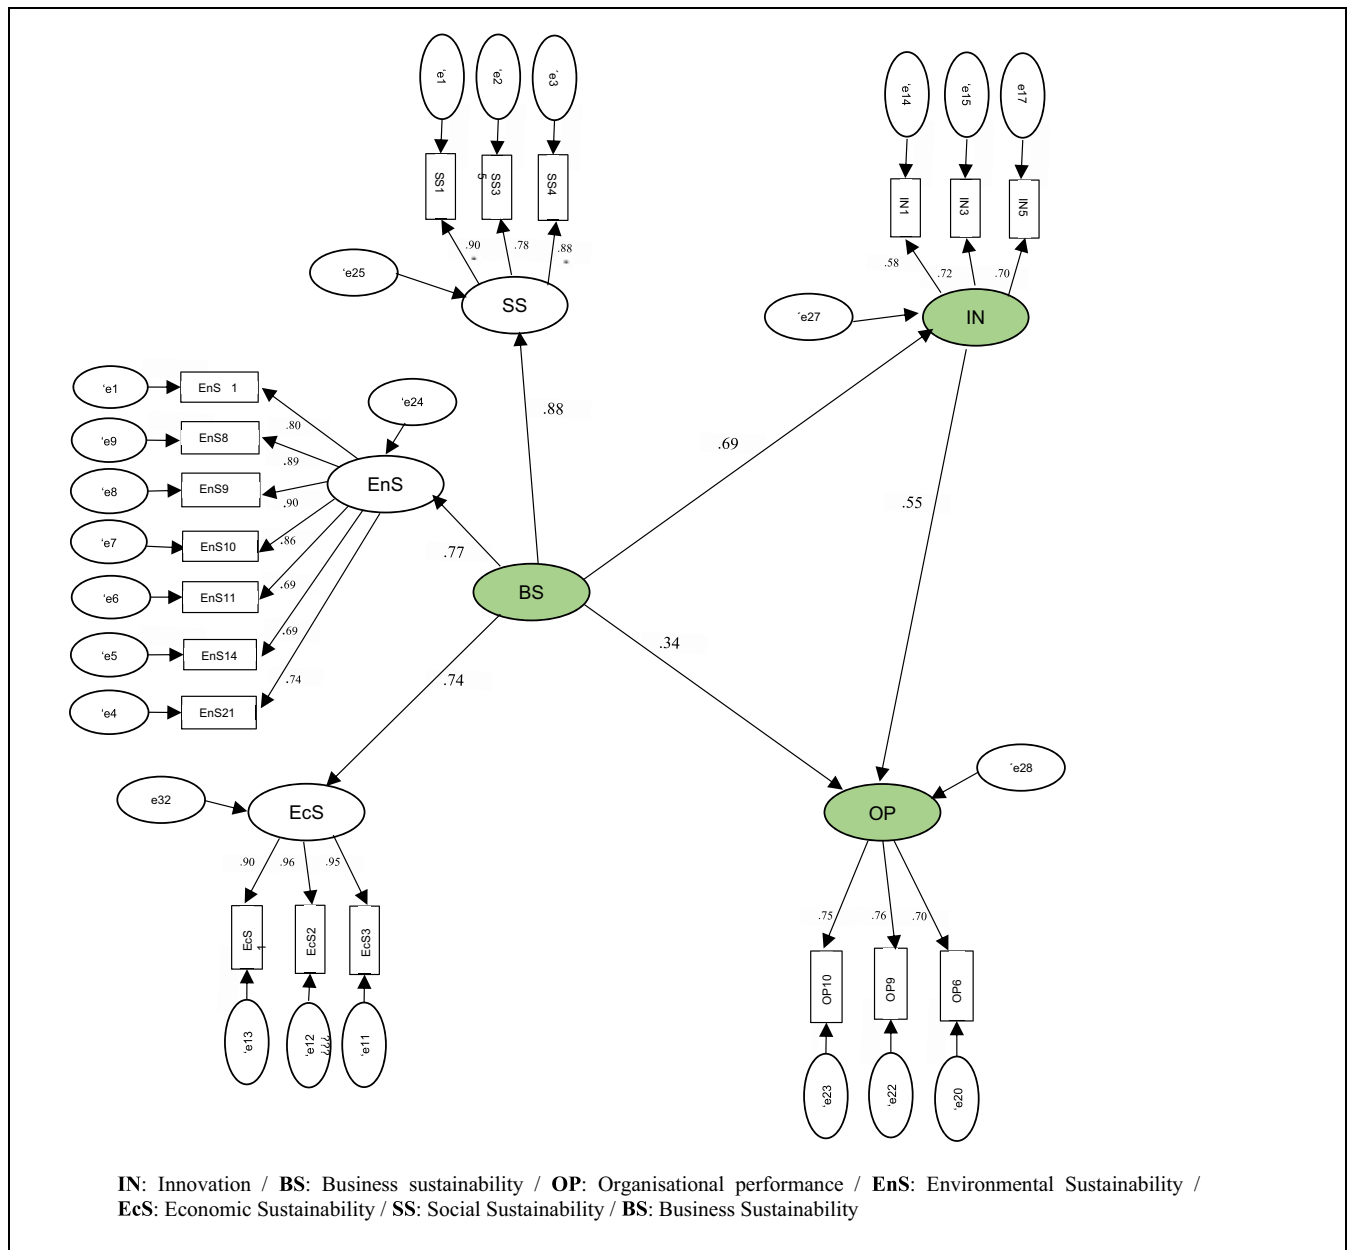 ‘e1 ‘e2 ´e3
SS1 SS3 5 SS4
.90 .78 .88
* *
‘e25
SS
‘e14 ‘e15 e17
IN1 IN3 IN5
.58 .72 .70
´e27
IN
‘e1 EnS 1
‘e9 EnS8
‘e8 EnS9
‘e7 EnS10
‘e6 EnS11
‘e5 EnS14
‘e4 EnS21
.80
.89
.90
.86
.69
.69
.74
‘e24
EnS
.88
.69
.55
.77
BS
.34
.74
e32
EcS
.90 .96 .95
EcS 1 EcS2 EcS3
‘e13 ‘e12 ??? ‘e11
´e28
OP
.75 .76 .70
OP10 OP9 OP6
‘e23 ‘e22 ‘e20
IN: Innovation / BS: Business sustainability / OP: Organisational performance / EnS: Environmental Sustainability /
EcS: Economic Sustainability / SS: Social Sustainability / BS: Business Sustainability